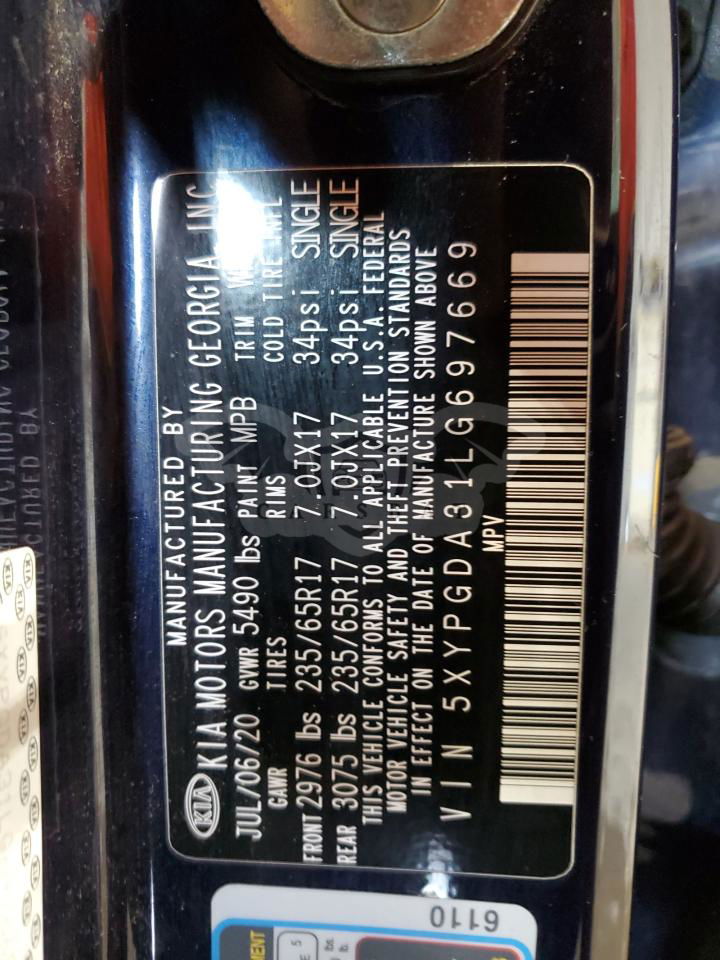 MANUFACTURED BY
KIA KIA MOTORS MANUFACTURING GEORGIA INC
JUL/06/20 GVWR 5490 lbs PAINT MPB TRIM
GAWR TIRES RIMS COLD TIRE INFL
FRONT 2976 lbs 235/65R17 7.0JX17 34psi SINGLE
REAR 3075 lbs 235/65R17 7.0JX17 34psi SINGLE
THIS VEHICLE CONFORMS TO ALL APPLICABLE U.S.A. FEDERAL
MOTOR VEHICLE SAFETY AND THEFT PREVENTION STANDARDS
IN EFFECT ON THE DATE OF MANUFACTURE SHOWN ABOVE
VIN 5XYPGDA31LG697669
MPV
6110